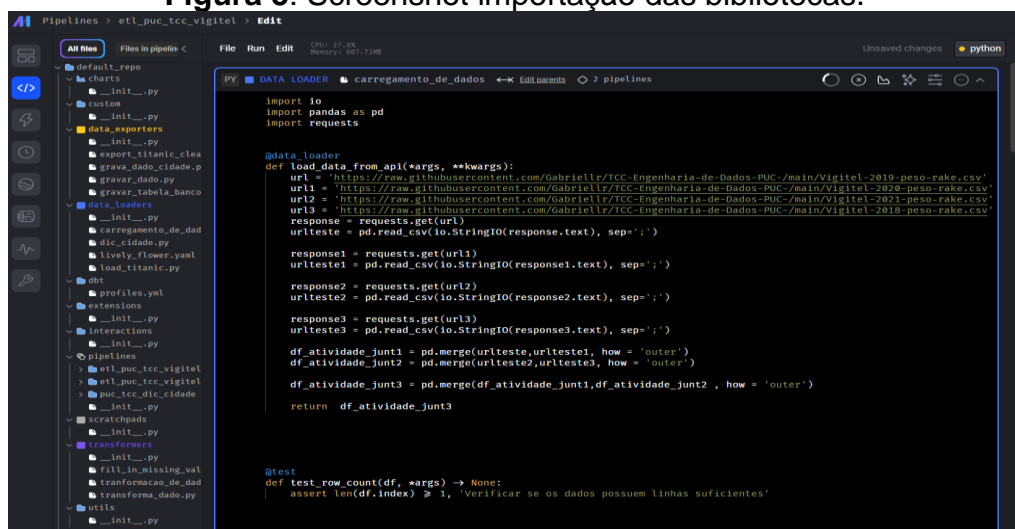 Figura 5. Screenshot importação das bibliotecas.
Pipelines > etl_puc_tcc_vigitel > Edit
All files Files in pipelin <
File Run Edit CPU: 27.6% Memory: 607.71MB Unsaved changes python
default_repo
charts
__init__.py
custom
__init__.py
data_exporters
__init__.py
export_titanic_clea
grava_dado_cidade.p
gravar_dado.py
gravar_tabela_banco
data_loaders
__init__.py
carregamento_de_dad
dic_cidade.py
lively_flower.yaml
load_titanic.py
dbt
profiles.yml
extensions
__init__.py
interactions
__init__.py
pipelines
etl_puc_tcc_vigitel
etl_puc_tcc_vigitel
puc_tcc_dic_cidade
__init__.py
scratchpads
__init__.py
transformers
__init__.py
fill_in_missing_val
tranformacao_de_dad
transforma_dado.py
utils
__init__.py
PY DATA LOADER carregamento_de_dados Edit parents 2 pipelines
import io
import pandas as pd
import requests
@data_loader
def load_data_from_api(*args, **kwargs):
url = 'https://raw.githubusercontent.com/Gabriellr/TCC-Engenharia-de-Dados-PUC-/main/Vigitel-2019-peso-rake.csv'
url1 = 'https://raw.githubusercontent.com/Gabriellr/TCC-Engenharia-de-Dados-PUC-/main/Vigitel-2020-peso-rake.csv'
url2 = 'https://raw.githubusercontent.com/Gabriellr/TCC-Engenharia-de-Dados-PUC-/main/Vigitel-2021-peso-rake.csv'
url3 = 'https://raw.githubusercontent.com/Gabriellr/TCC-Engenharia-de-Dados-PUC-/main/Vigitel-2018-peso-rake.csv'
response = requests.get(url)
urlteste = pd.read_csv(io.StringIO(response.text), sep=';')
response1 = requests.get(url1)
urlteste1 = pd.read_csv(io.StringIO(response1.text), sep=';')
response2 = requests.get(url2)
urlteste2 = pd.read_csv(io.StringIO(response2.text), sep=';')
response3 = requests.get(url3)
urlteste3 = pd.read_csv(io.StringIO(response3.text), sep=';')
df_atividade_junt1 = pd.merge(urlteste,urlteste1, how = 'outer')
df_atividade_junt2 = pd.merge(urlteste2,urlteste3, how = 'outer')
df_atividade_junt3 = pd.merge(df_atividade_junt1,df_atividade_junt2 , how = 'outer')
return df_atividade_junt3
@test
def test_row_count(df, *args) → None:
assert len(df.index) ⩾ 1, 'Verificar se os dados possuem linhas suficientes'